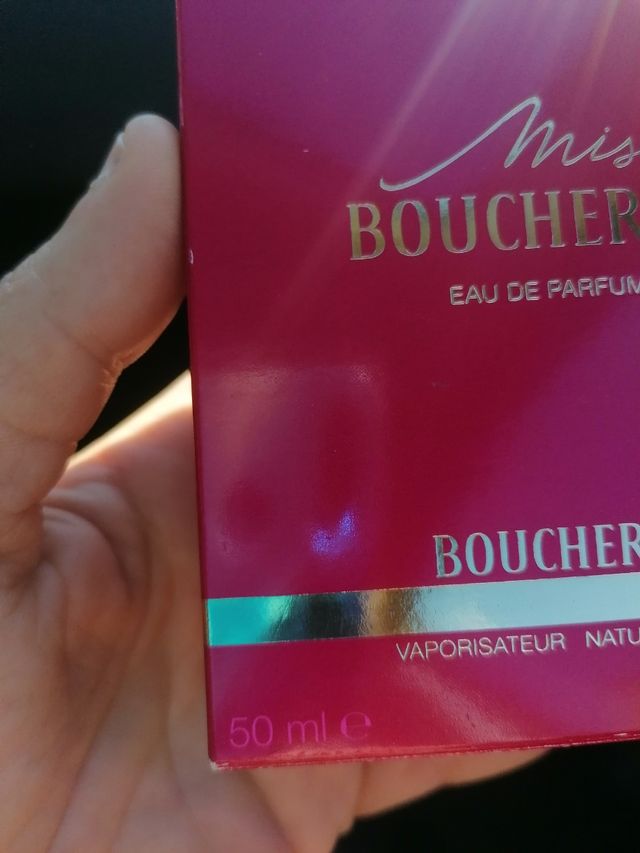 Mis
BOUCHER
EAU DE PARFUM
BOUCHER
VAPORISATEUR NATU
50 ml ℮